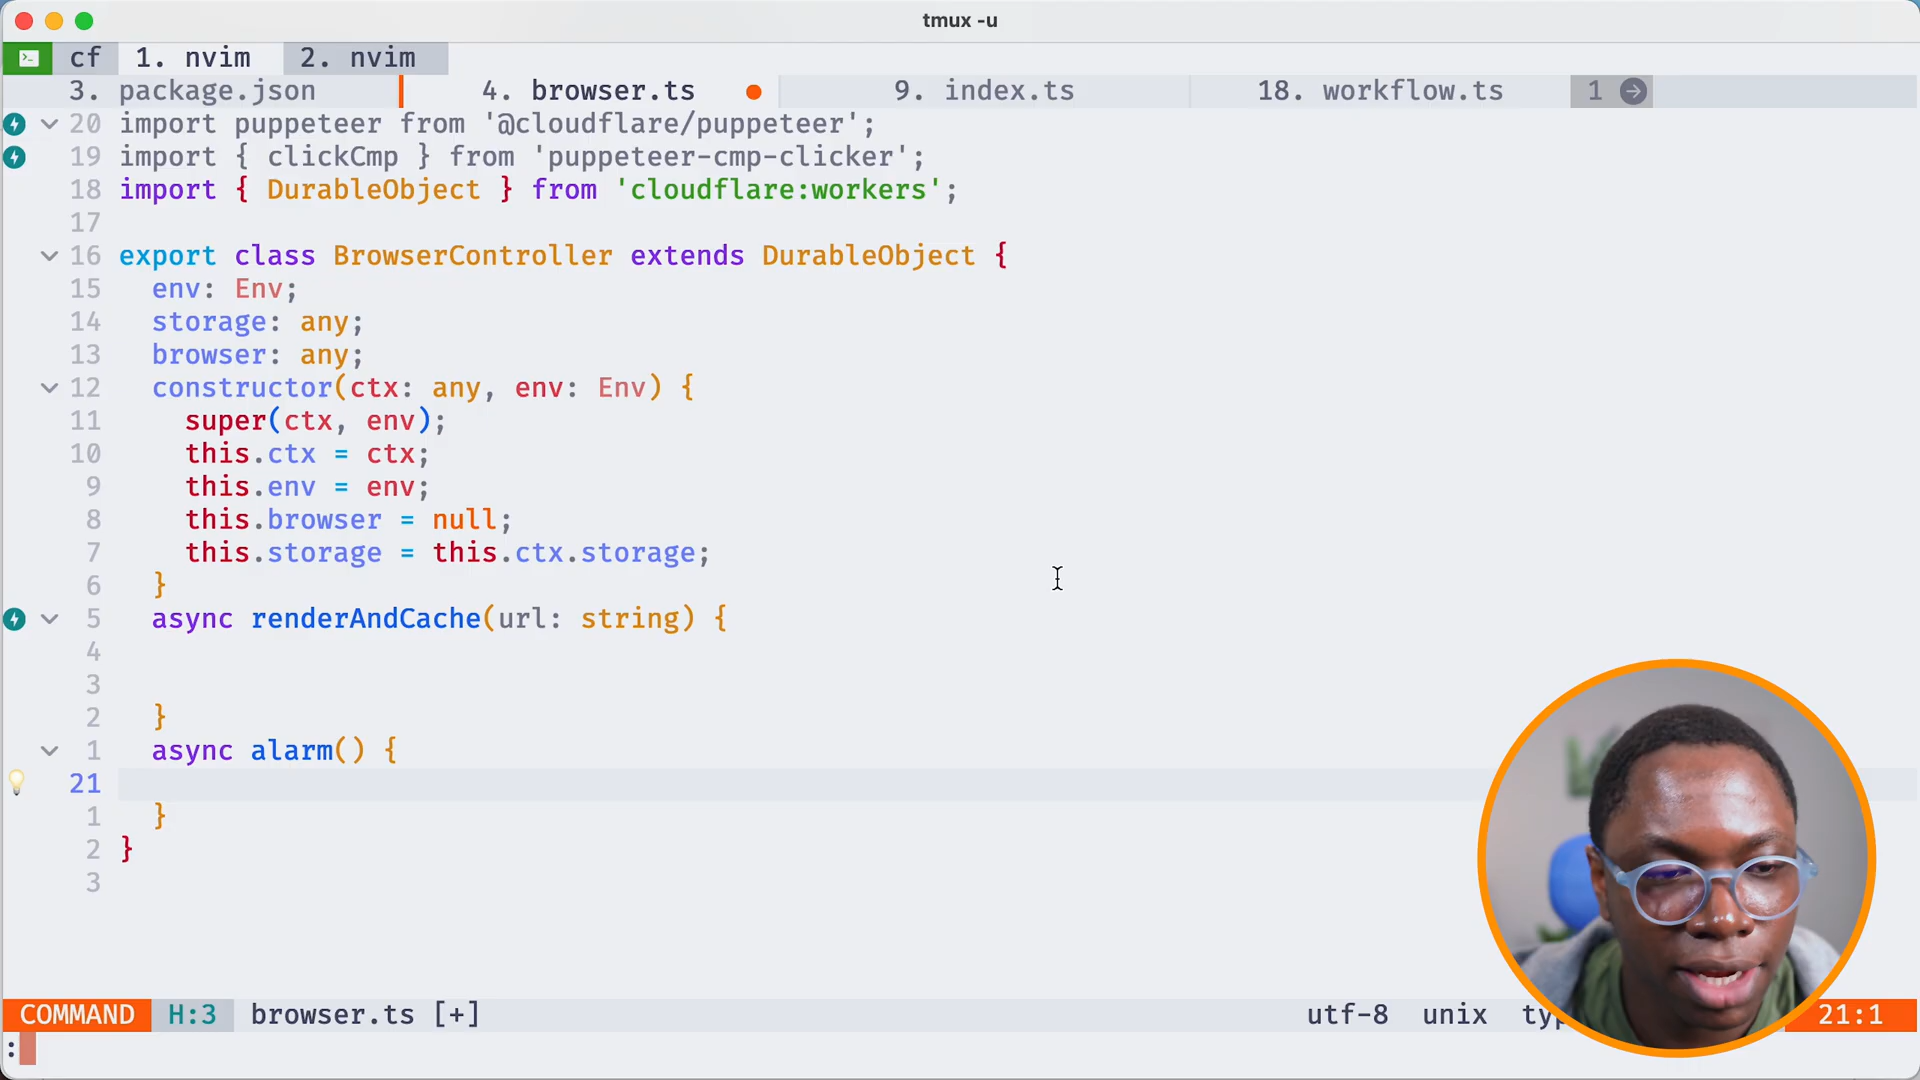 tmux -u
cf 1. nvim 2. nvim
3. package.json 4. browser.ts 9. index.ts 18. workflow.ts 1
20 import puppeteer from '@cloudflare/puppeteer';
19 import { clickCmp } from 'puppeteer-cmp-clicker';
18 import { DurableObject } from 'cloudflare:workers';
17
16 export class BrowserController extends DurableObject {
15 env: Env;
14 storage: any;
13 browser: any;
12 constructor(ctx: any, env: Env) {
11 super(ctx, env);
10 this.ctx = ctx;
9 this.env = env;
8 this.browser = null;
7 this.storage = this.ctx.storage;
6 }
5 async renderAndCache(url: string) {
4
3
2 }
1 async alarm() {
21
1 }
2 }
3
COMMAND H:3 browser.ts [+] utf-8 unix 21:1
: